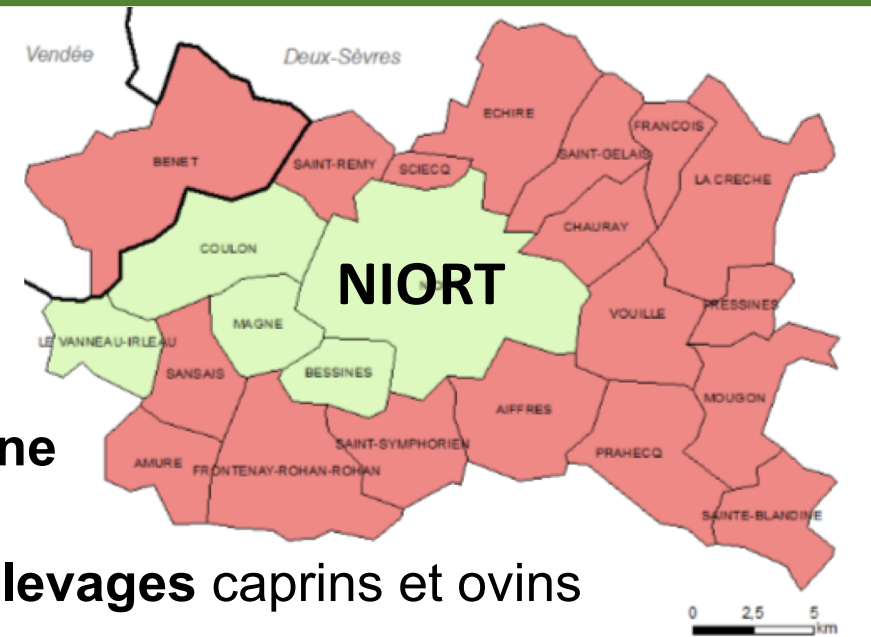 Vendée
Deux-Sèvres
ECHIRE
FRANCOIS
BENET
SAINT-REMY
SCIECQ
SAINT-GELAIS
LA CRECHE
COULON
CHAURAY
NIORT
LE VANNEAU-IRLEAU
MAGNE
VOUILLE
PRESSINES
SANSAIS
BESSINES
MOUGON
AIFFRES
ne
AMURE
FRONTENAY-ROHAN-ROHAN
SAINT-SYMPHORIEN
PRAHECQ
SAINTE-BLANDINE
levages caprins et ovins
0 2,5 5
km